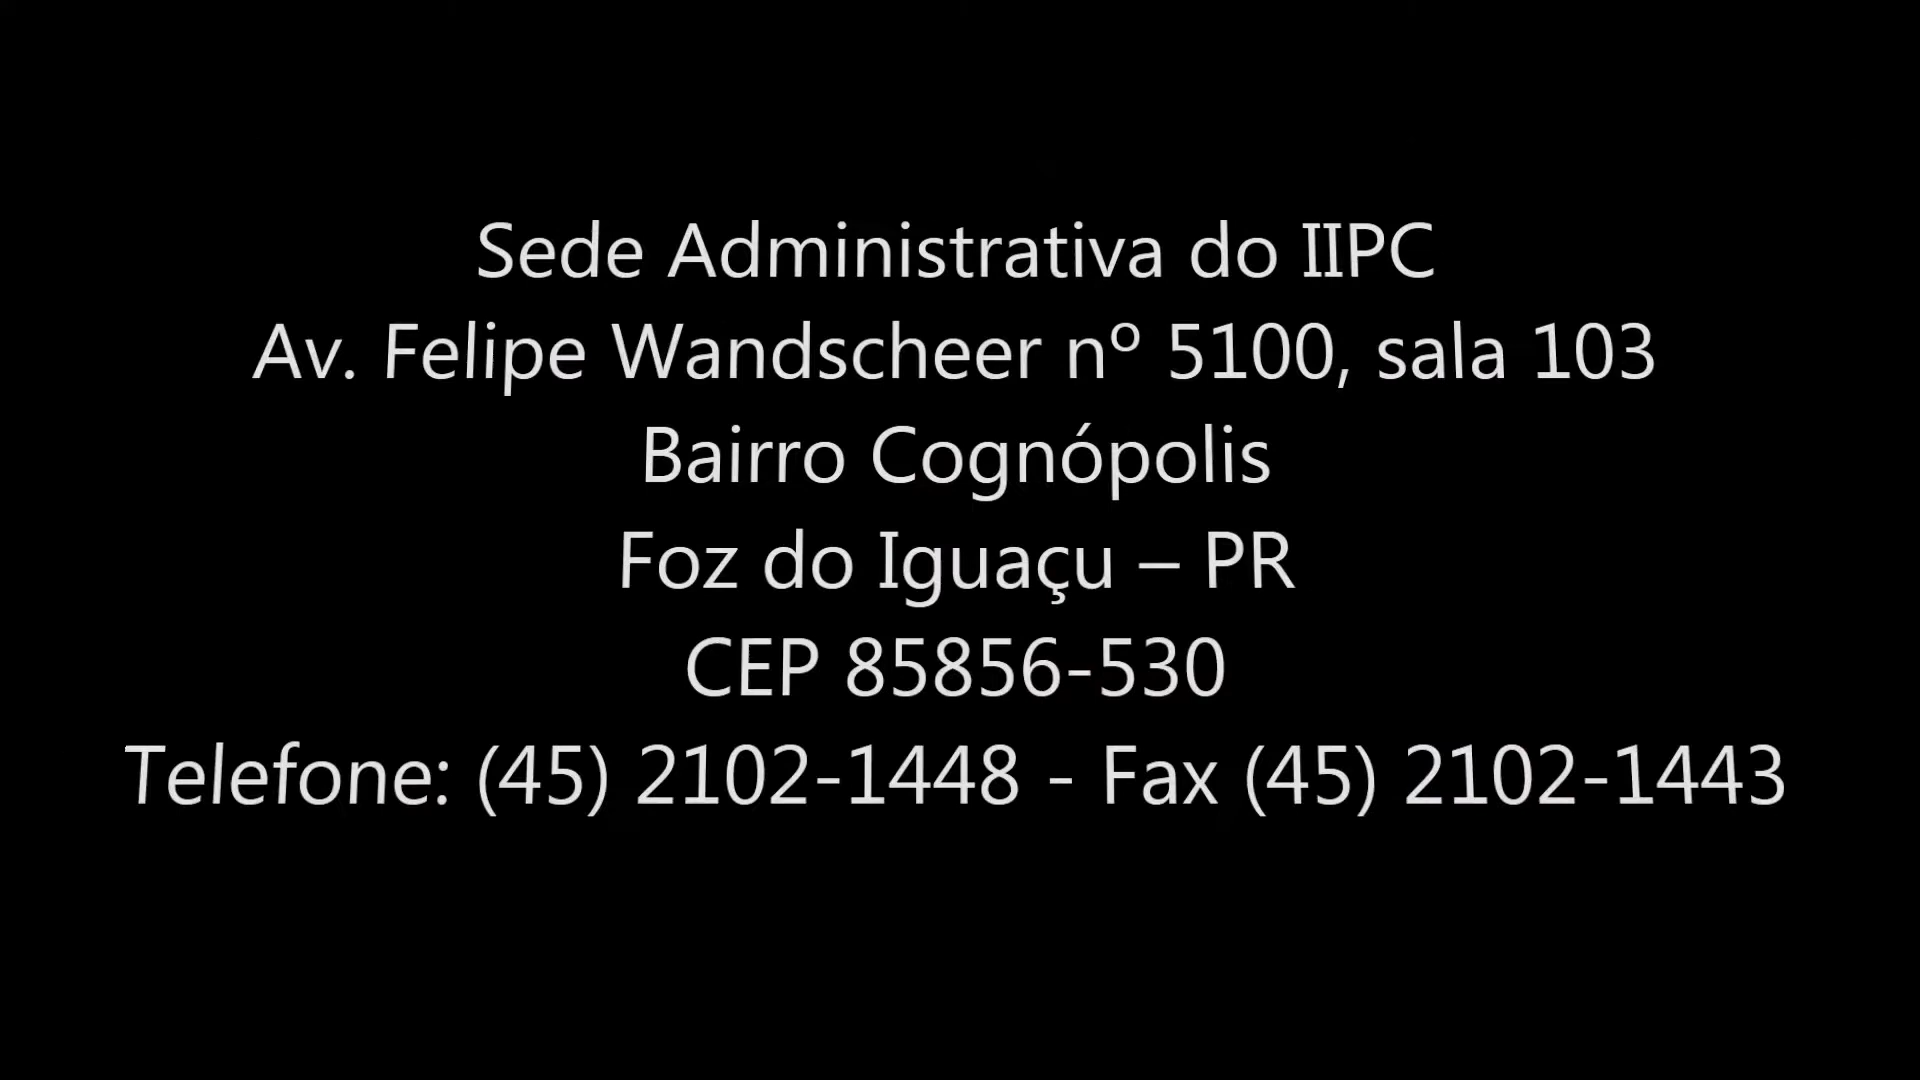 Sede Administrativa do IIPC
Av. Felipe Wandscheer nº 5100, sala 103
Bairro Cognópolis
Foz do Iguaçu – PR
CEP 85856-530
Telefone: (45) 2102-1448 - Fax (45) 2102-1443